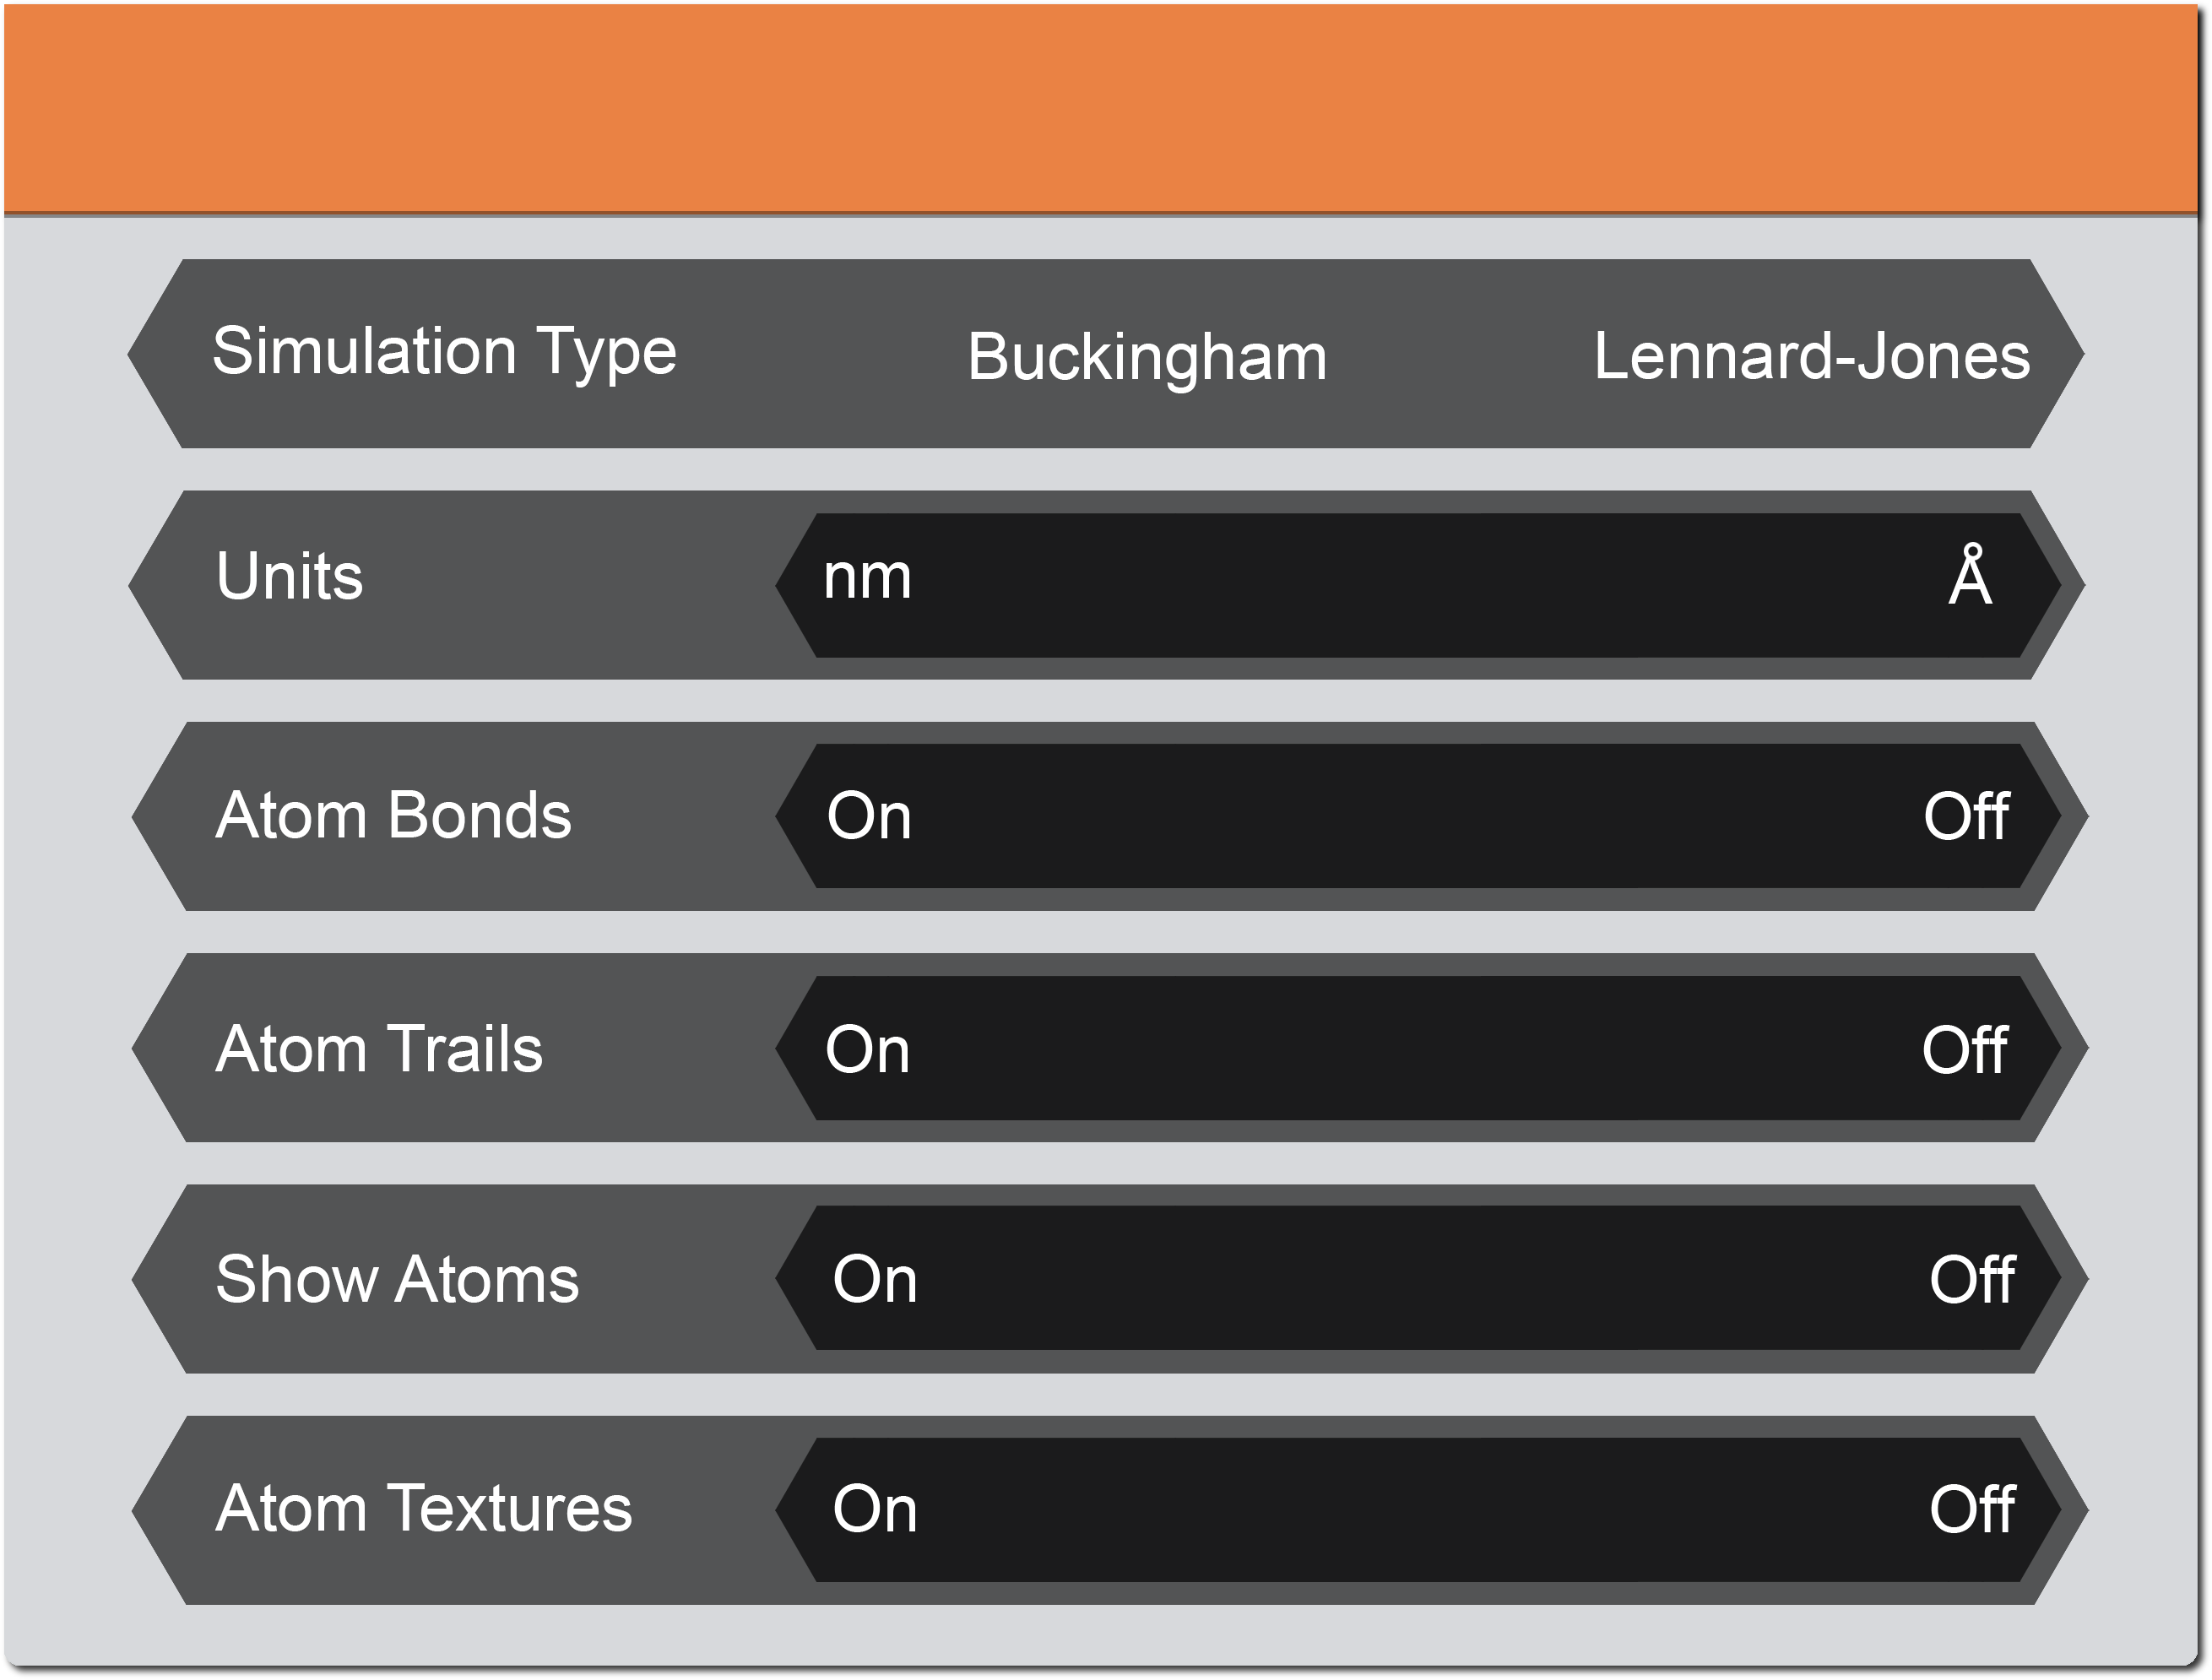 Simulation Type Buckingham Lennard-Jones
Units nm Å
Atom Bonds On Off
Atom Trails On Off
Show Atoms On Off
Atom Textures On Off